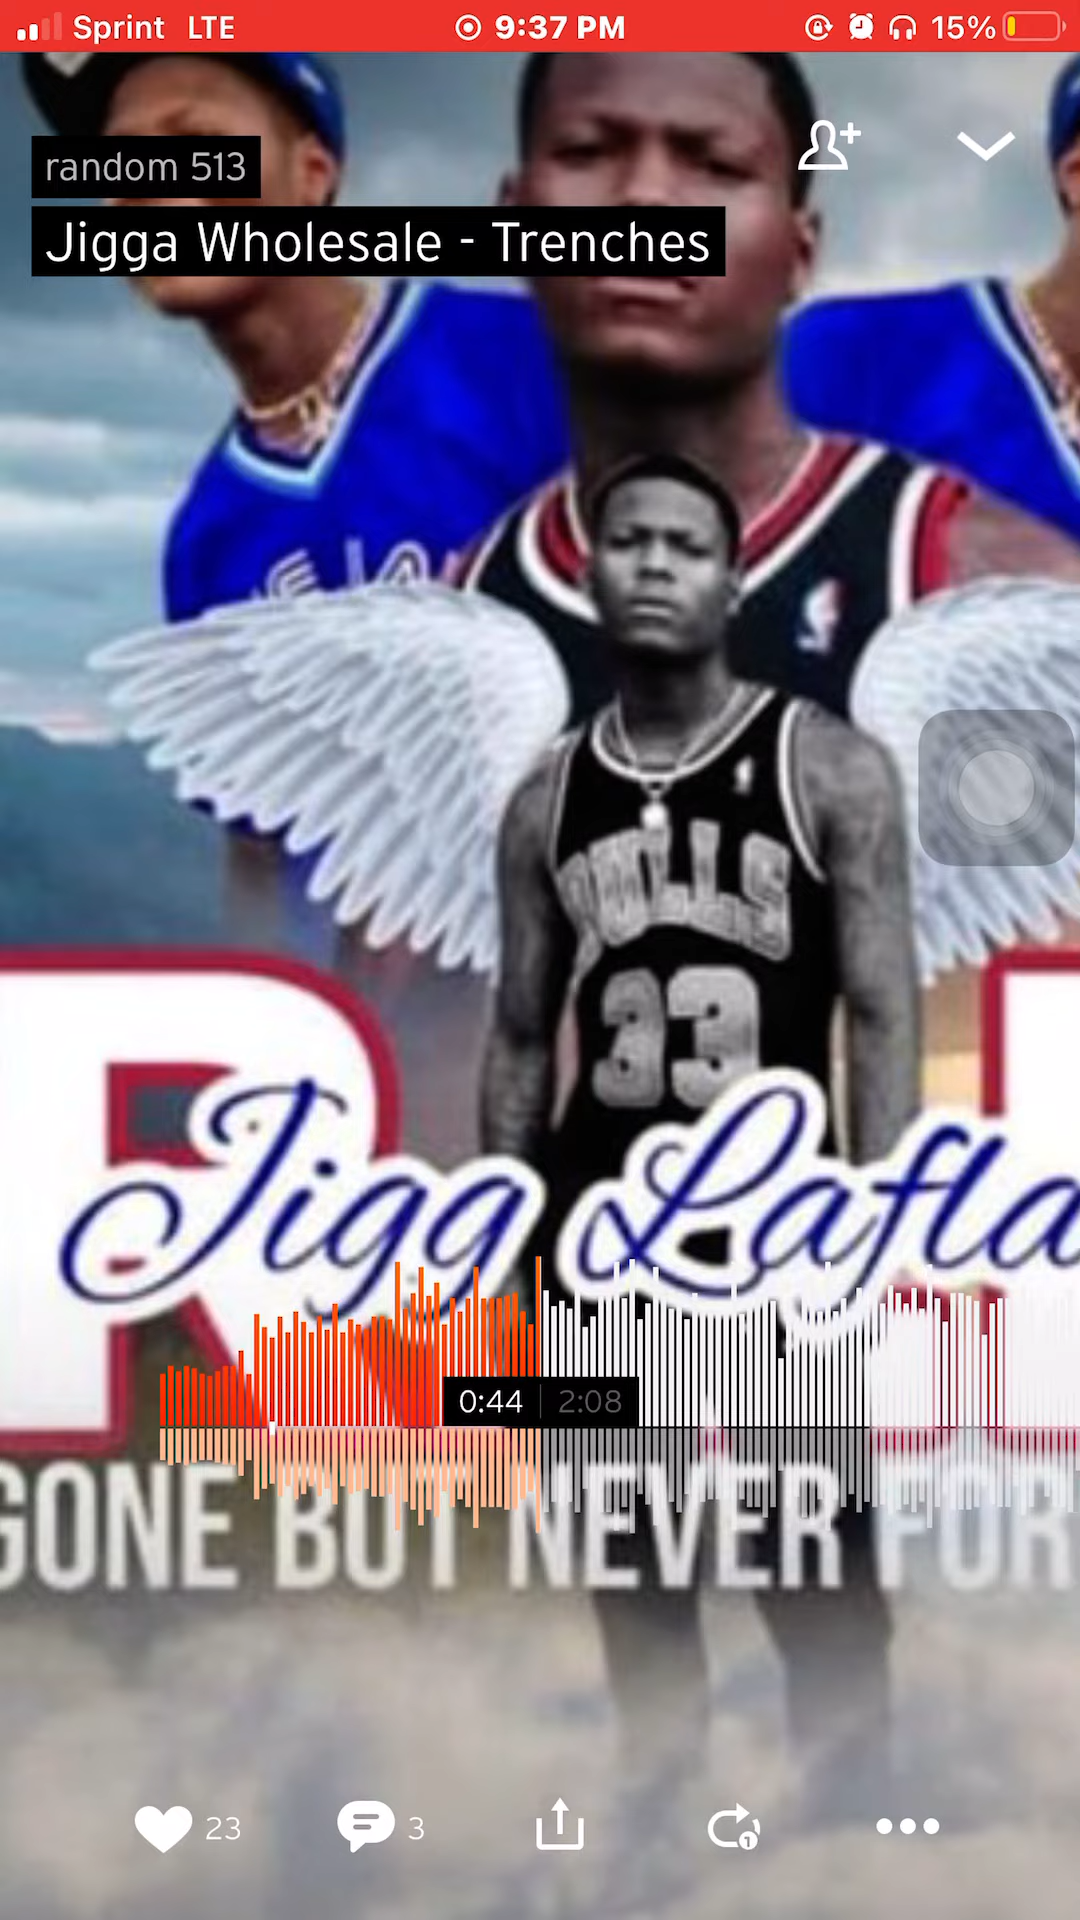 Sprint LTE 9:37 PM 15%
random 513
Jigga Wholesale - Trenches
BULLS
33
R
Jigg Lafla
0:44 2:08
GONE BUT NEVER FOR
23 3 1